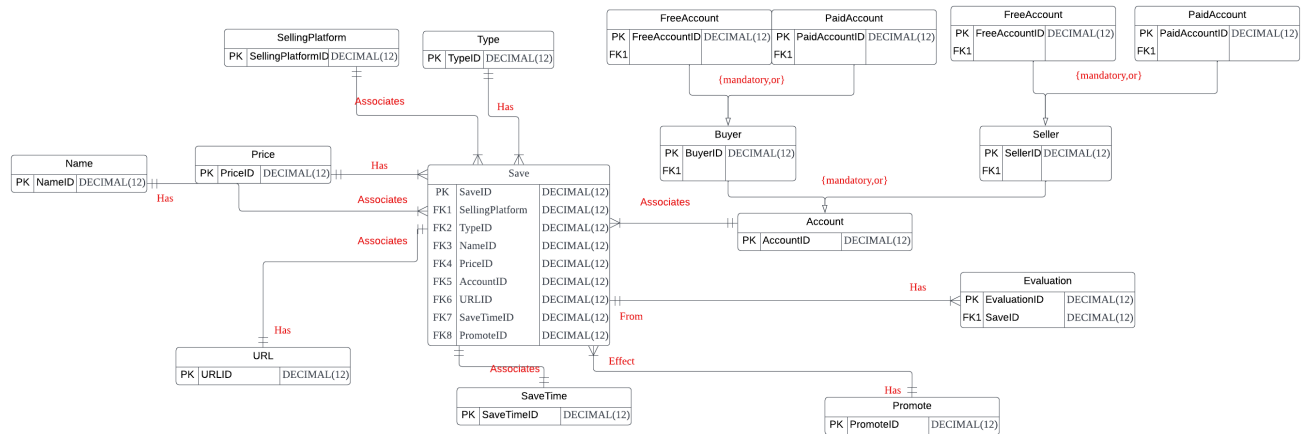 FreeAccount
PK FreeAccountID DECIMAL(12)
FK1
PaidAccount
PK PaidAccountID DECIMAL(12)
FK1
FreeAccount
PK FreeAccountID DECIMAL(12)
FK1
PaidAccount
PK PaidAccountID DECIMAL(12)
FK1
SellingPlatform
PK SellingPlatformID DECIMAL(12)
Type
PK TypeID DECIMAL(12)
{mandatory,or}
{mandatory,or}
Associates
Has
Buyer
PK BuyerID DECIMAL(12)
FK1
Seller
PK SellerID DECIMAL(12)
FK1
Name
PK NameID DECIMAL(12)
Has
Price
PK PriceID DECIMAL(12)
Has
Associates
Associates
Save
PK SaveID DECIMAL(12)
FK1 SellingPlatform DECIMAL(12)
FK2 TypeID DECIMAL(12)
FK3 NameID DECIMAL(12)
FK4 PriceID DECIMAL(12)
FK5 AccountID DECIMAL(12)
FK6 URLID DECIMAL(12)
FK7 SaveTimeID DECIMAL(12)
FK8 PromoteID DECIMAL(12)
{mandatory,or}
Associates
Account
PK AccountID DECIMAL(12)
Has
From
Evaluation
PK EvaluationID DECIMAL(12)
FK1 SaveID DECIMAL(12)
Has
URL
PK URLID DECIMAL(12)
Associates
SaveTime
PK SaveTimeID DECIMAL(12)
Effect
Has
Promote
PK PromoteID DECIMAL(12)